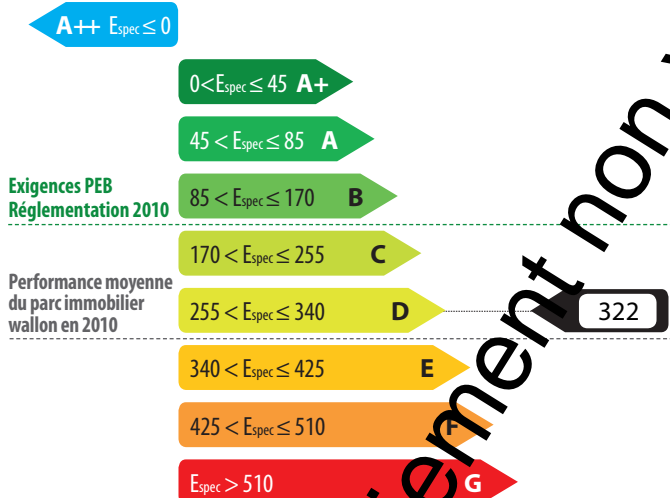 A++ Espec ≤ 0
0<Espec ≤ 45 A+
45 < Espec ≤ 85 A
Exigences PEB
Réglementation 2010
85 < Espec ≤ 170 B
170 < Espec ≤ 255 C
Performance moyenne
du parc immobilier
wallon en 2010
255 < Espec ≤ 340 D
322
340 < Espec ≤ 425 E
425 < Espec ≤ 510 F
Espec > 510 G
non